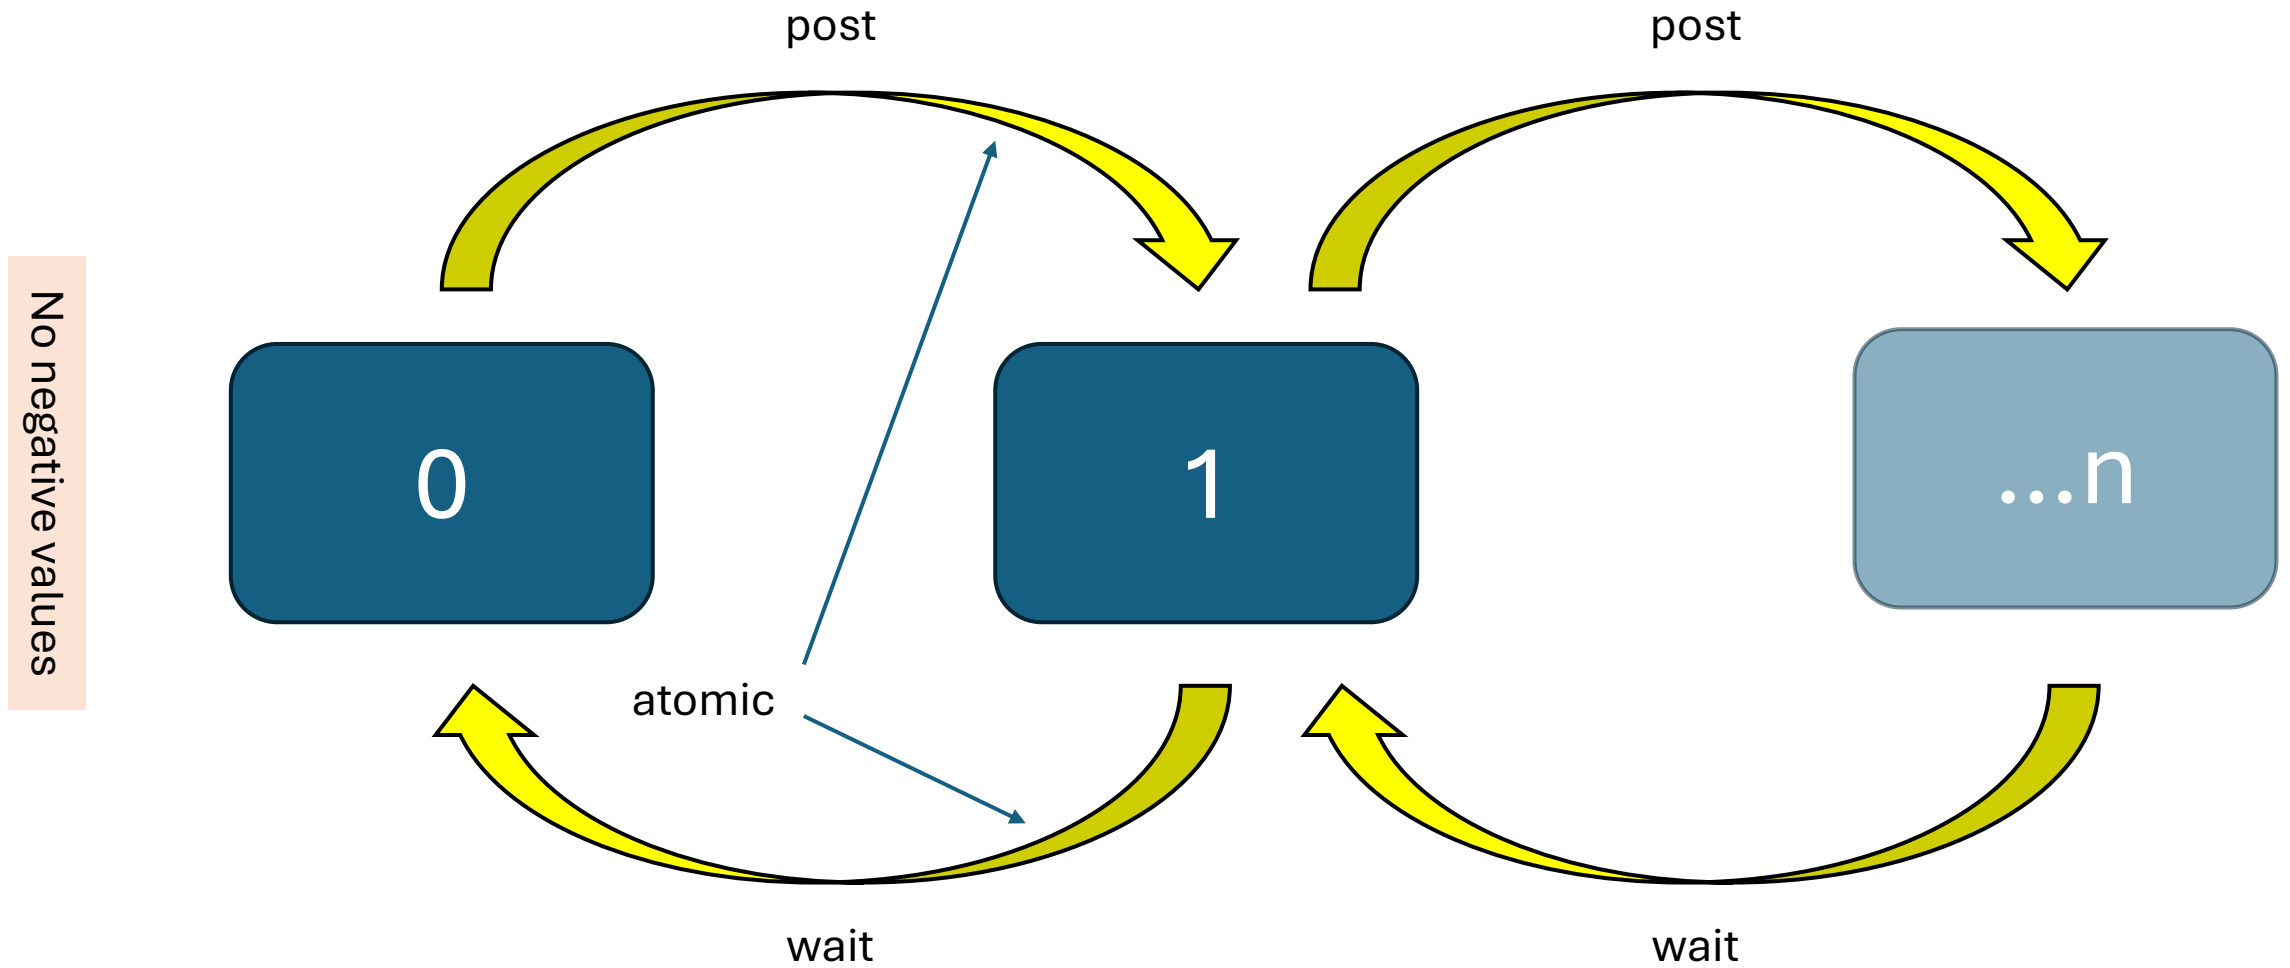 post
post
No negative values
0
1
...n
atomic
wait
wait